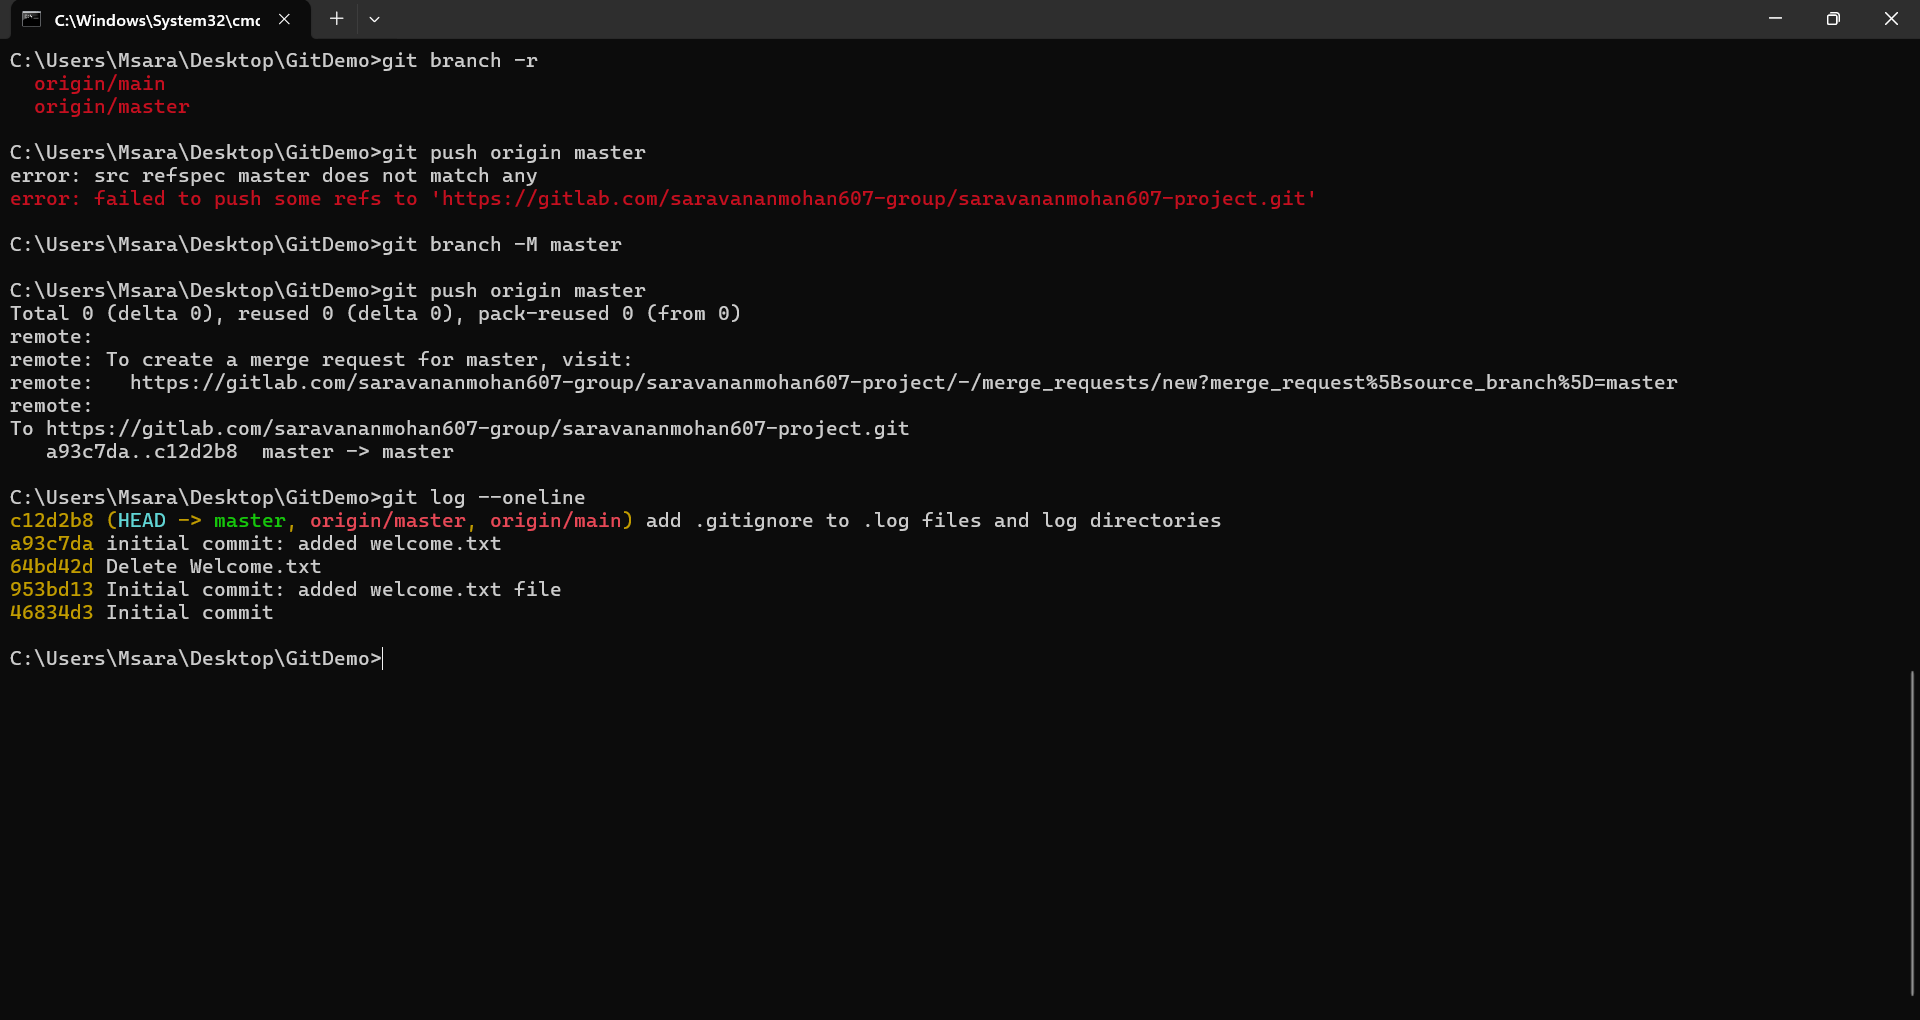 C:\Windows\System32\cmc
C:\Users\Msara\Desktop\GitDemo>git branch -r
  origin/main
  origin/master
C:\Users\Msara\Desktop\GitDemo>git push origin master
error: src refspec master does not match any
error: failed to push some refs to 'https://gitlab.com/saravananmohan607-group/saravananmohan607-project.git'
C:\Users\Msara\Desktop\GitDemo>git branch -M master
C:\Users\Msara\Desktop\GitDemo>git push origin master
Total 0 (delta 0), reused 0 (delta 0), pack-reused 0 (from 0)
remote:
remote: To create a merge request for master, visit:
remote:   https://gitlab.com/saravananmohan607-group/saravananmohan607-project/-/merge_requests/new?merge_request%5Bsource_branch%5D=master
remote:
To https://gitlab.com/saravananmohan607-group/saravananmohan607-project.git
   a93c7da..c12d2b8  master -> master
C:\Users\Msara\Desktop\GitDemo>git log --oneline
c12d2b8 (HEAD -> master, origin/master, origin/main) add .gitignore to .log files and log directories
a93c7da initial commit: added welcome.txt
64bd42d Delete Welcome.txt
953bd13 Initial commit: added welcome.txt file
46834d3 Initial commit
C:\Users\Msara\Desktop\GitDemo>